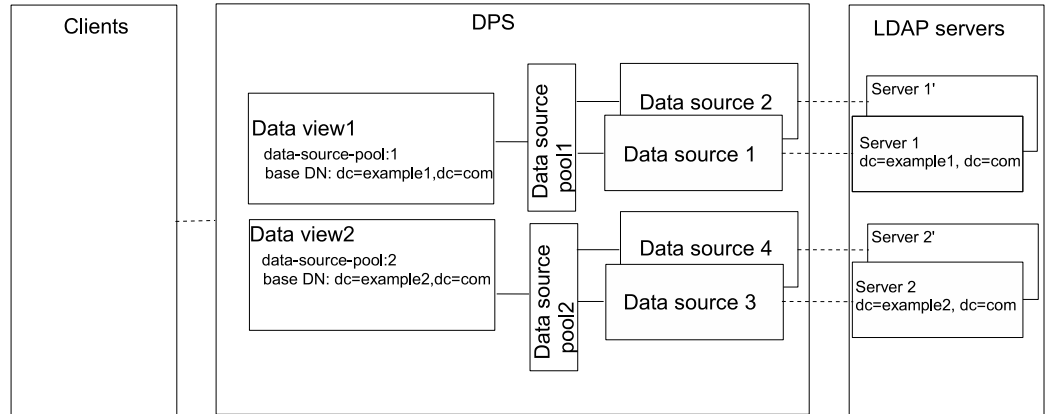 Clients
DPS
LDAP servers
Data view1
data-source-pool:1
base DN: dc=example1,dc=com
Data source
pool1
Data source 2
Data source 1
Server 1'
Server 1
dc=example1, dc=com
Data view2
data-source-pool:2
base DN: dc=example2,dc=com
Data source
pool2
Data source 4
Data source 3
Server 2'
Server 2
dc=example2, dc=com